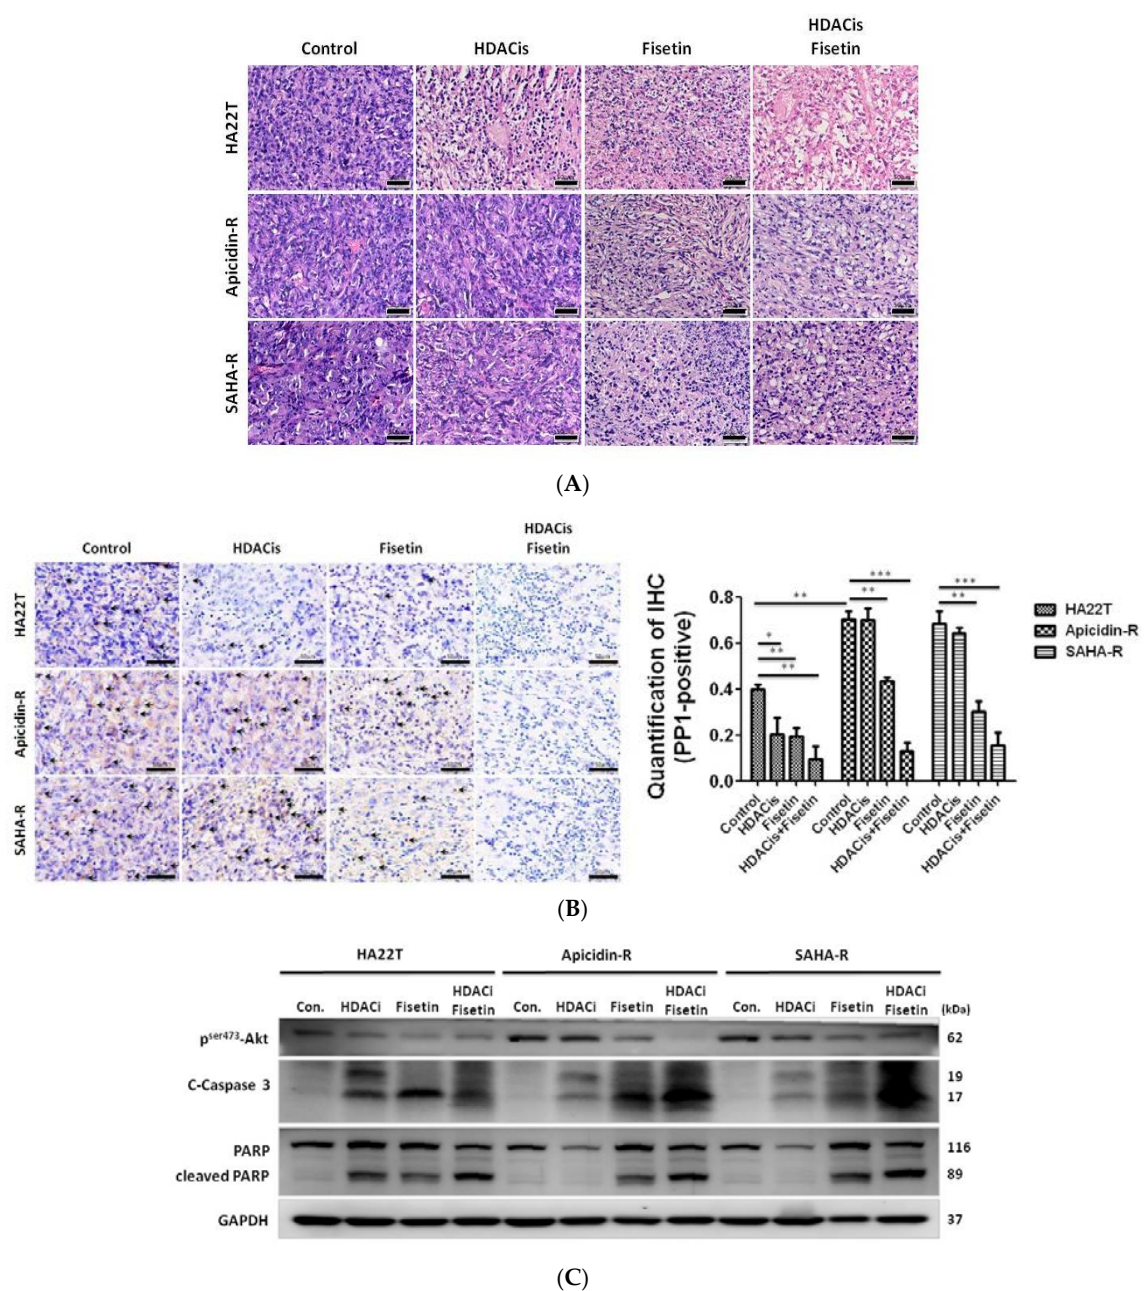 HDACis
Control HDACis Fisetin Fisetin
HA22T
Apicidin-R
SAHA-R
(A)
HDACis
Control HDACis Fisetin Fisetin
HA22T
Apicidin-R
SAHA-R
Quantification of IHC
(PP1-positive)
0.8
0.6
0.4
0.2
0.0
** * ** ** *** ** *** **
Control
HDACis
Fisetin
HDACis+Fisetin
Control
HDACis
Fisetin
HDACis+Fisetin
Control
HDACis
Fisetin
HDACis+Fisetin
HA22T
Apicidin-R
SAHA-R
(B)
HA22T Apicidin-R SAHA-R
HDACi HDACi HDACi
Con. HDACi Fisetin Fisetin Con. HDACi Fisetin Fisetin Con. HDACi Fisetin Fisetin (kDa)
pser473-Akt 62
19
C-Caspase 3
17
PARP 116
cleaved PARP 89
GAPDH 37
(C)